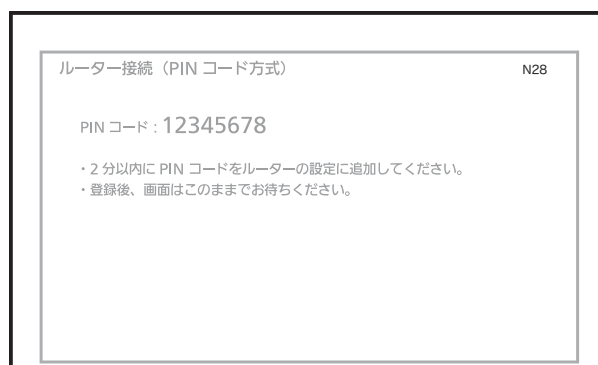 ルーター接続（PIN コード方式）
N28
PIN コード : 12345678
・2 分以内に PIN コードをルーターの設定に追加してください。
・登録後、画面はこのままでお待ちください。